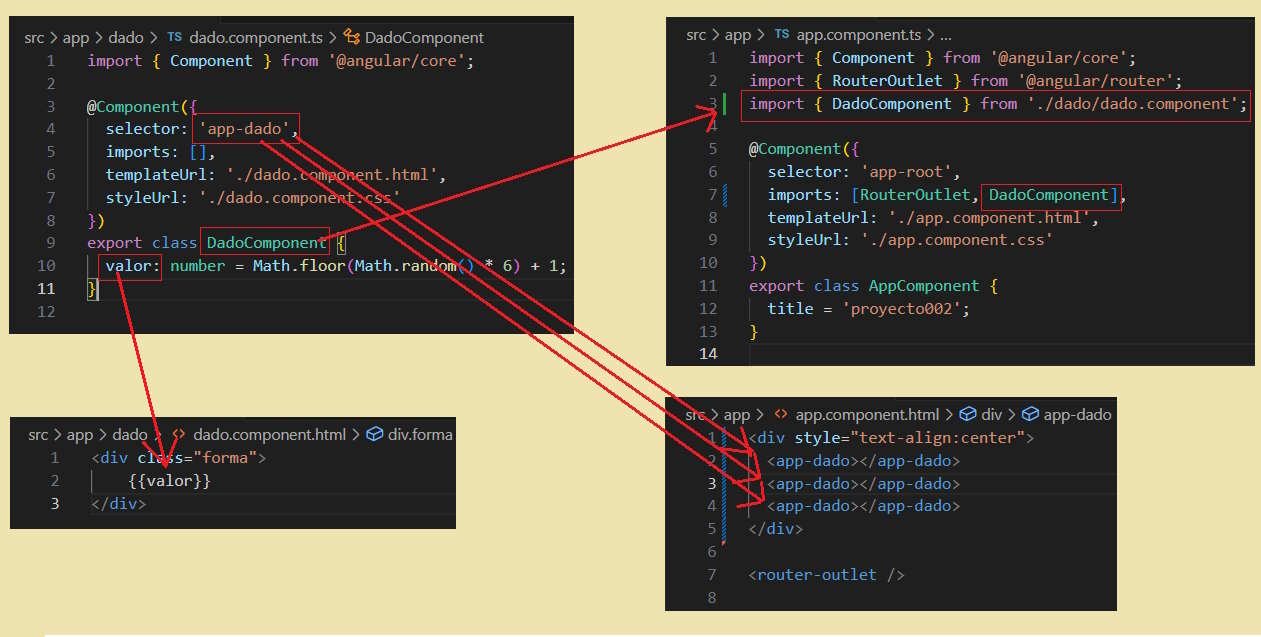 src > app > dado > TS dado.component.ts > DadoComponent
1 import { Component } from '@angular/core';
2
3 @Component({
4 selector: 'app-dado',
5 imports: [],
6 templateUrl: './dado.component.html',
7 styleUrl: './dado.component.css'
8 })
9 export class DadoComponent {
10 valor: number = Math.floor(Math.random() * 6) + 1;
11 }
12
src > app > TS app.component.ts > ...
1 import { Component } from '@angular/core';
2 import { RouterOutlet } from '@angular/router';
3 import { DadoComponent } from './dado/dado.component';
4
5 @Component({
6 selector: 'app-root',
7 imports: [RouterOutlet, DadoComponent],
8 templateUrl: './app.component.html',
9 styleUrl: './app.component.css'
10 })
11 export class AppComponent {
12 title = 'proyecto002';
13 }
14
src > app > dado > <> dado.component.html > div.forma
1 <div class="forma">
2 {{valor}}
3 </div>
src > app > <> app.component.html > div > app-dado
1 <div style="text-align:center">
2 <app-dado></app-dado>
3 <app-dado></app-dado>
4 <app-dado></app-dado>
5 </div>
6
7 <router-outlet />
8